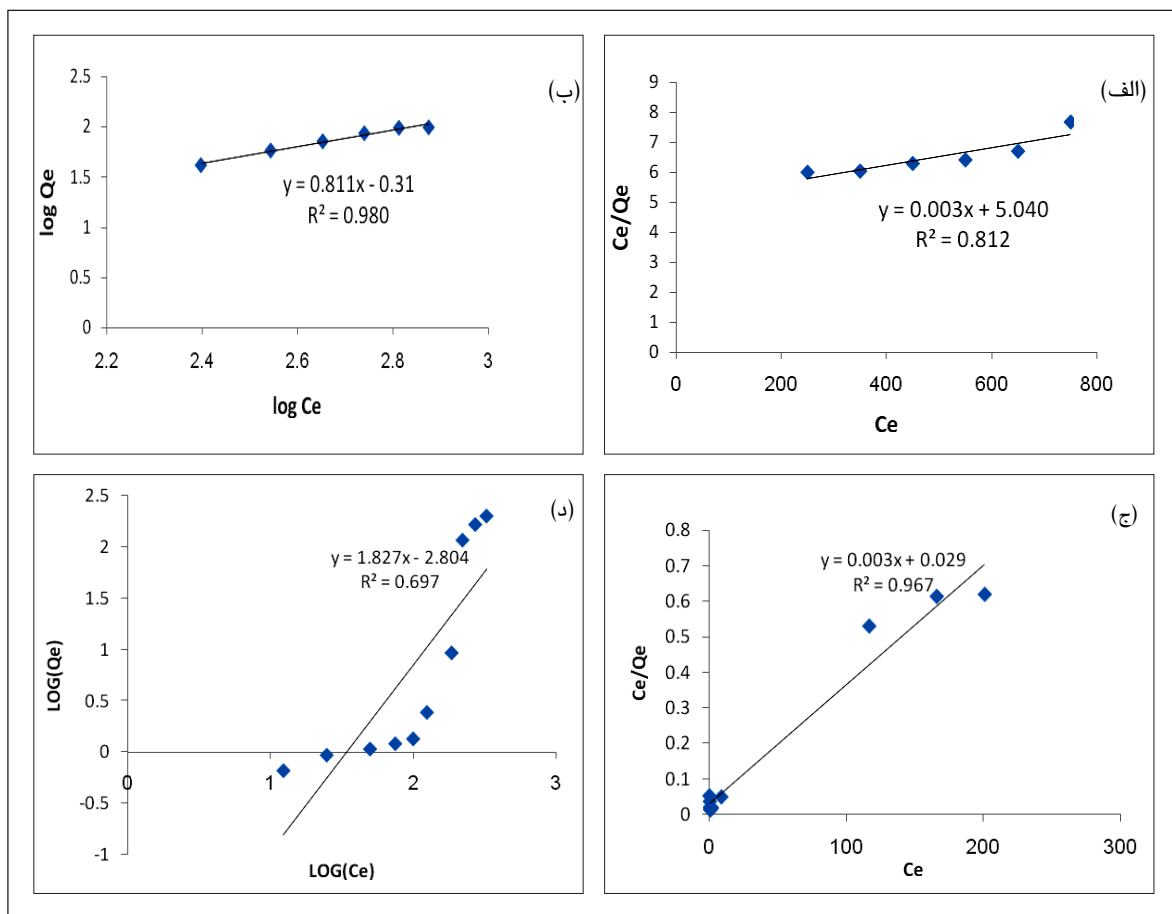 (الف)
9
8
7
6
5
4
3
2
1
0
Ce/Qe
y = 0.003x + 5.040
R² = 0.812
0 200 400 600 800
Ce
(ب)
2.5
2
1.5
1
0.5
0
log Qe
y = 0.811x - 0.31
R² = 0.980
2.2 2.4 2.6 2.8 3
log Ce
(ج)
0.8
0.7
0.6
0.5
0.4
0.3
0.2
0.1
0
Ce/Qe
y = 0.003x + 0.029
R² = 0.967
0 100 200 300
Ce
(د)
2.5
2
1.5
1
0.5
0
-0.5
-1
LOG(Qe)
y = 1.827x - 2.804
R² = 0.697
0 1 2 3
LOG(Ce)